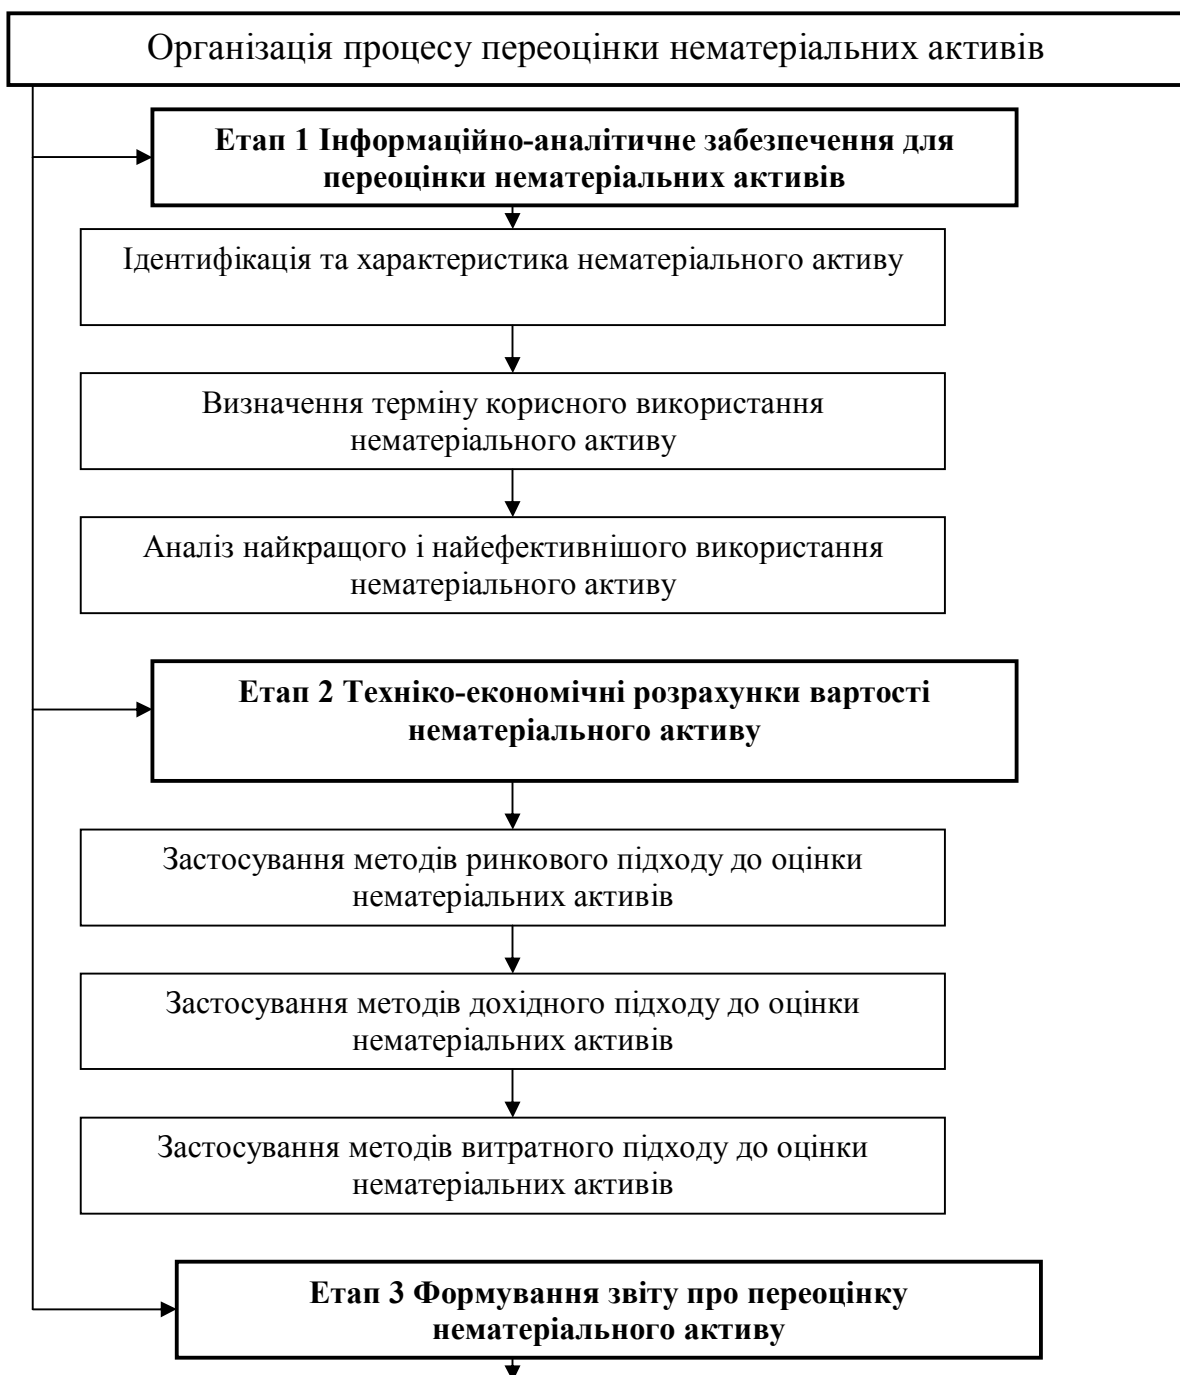 Організація процесу переоцінки нематеріальних активів
Етап 1 Інформаційно-аналітичне забезпечення для
переоцінки нематеріальних активів
Ідентифікація та характеристика нематеріального активу
Визначення терміну корисного використання
нематеріального активу
Аналіз найкращого і найефективнішого використання
нематеріального активу
Етап 2 Техніко-економічні розрахунки вартості
нематеріального активу
Застосування методів ринкового підходу до оцінки
нематеріальних активів
Застосування методів дохідного підходу до оцінки
нематеріальних активів
Застосування методів витратного підходу до оцінки
нематеріальних активів
Етап 3 Формування звіту про переоцінку
нематеріального активу